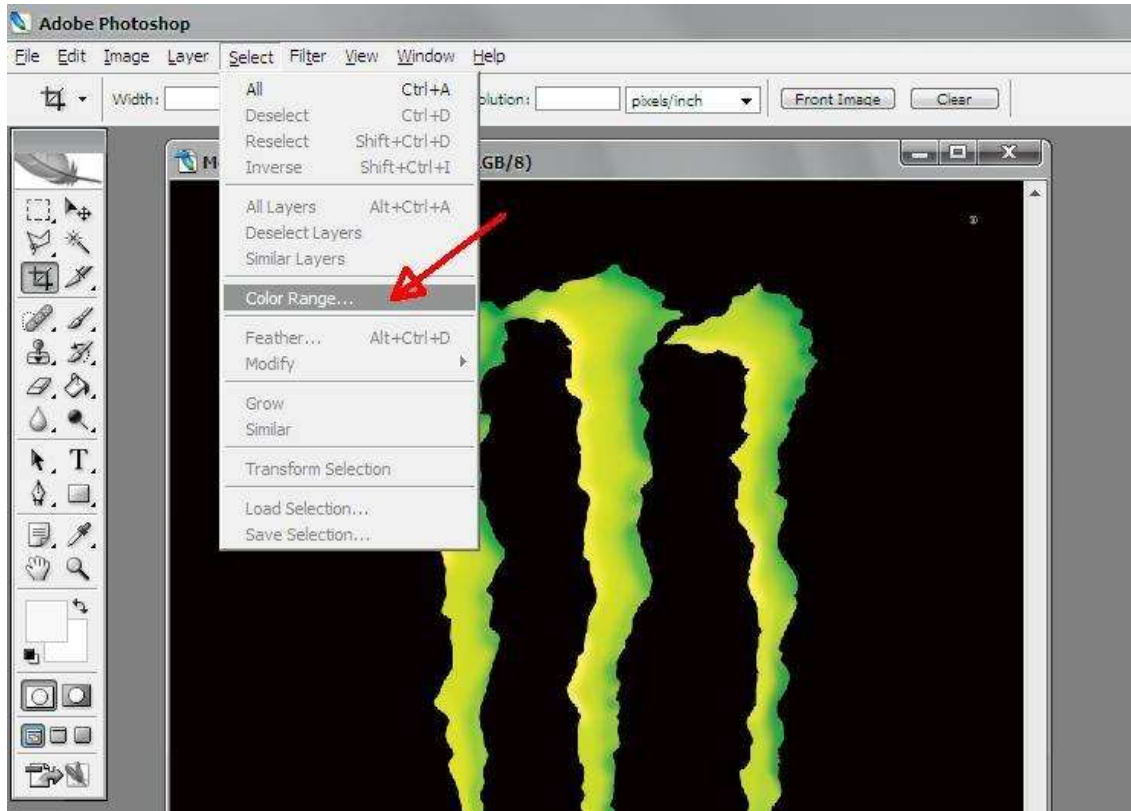 Adobe Photoshop
File Edit Image Layer Select Filter View Window Help
Width: olution: pixels/inch Front Image Clear
All Ctrl+A
Deselect Ctrl+D
Reselect Shift+Ctrl+D
Inverse Shift+Ctrl+I
M GB/8)
All Layers Alt+Ctrl+A
Deselect Layers
Similar Layers
Color Range...
Feather... Alt+Ctrl+D
Modify
Grow
Similar
Transform Selection
Load Selection...
Save Selection...